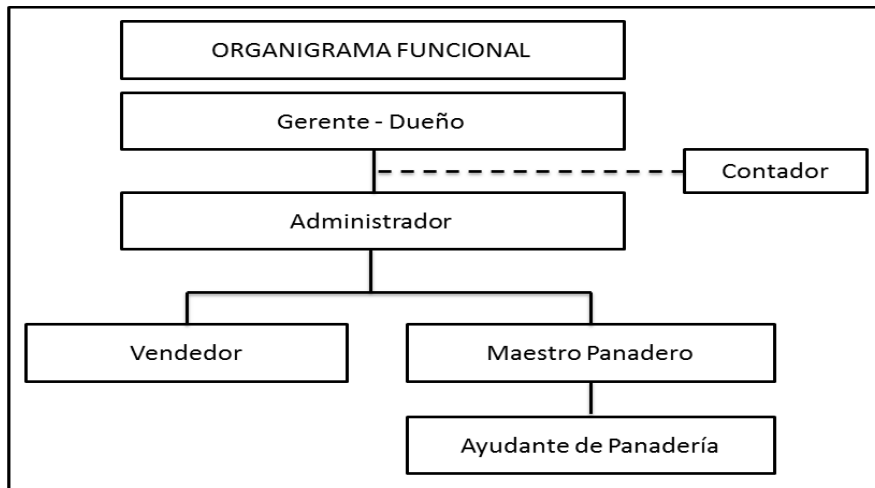 ORGANIGRAMA FUNCIONAL
Gerente - Dueño
Contador
Administrador
Vendedor
Maestro Panadero
Ayudante de Panadería